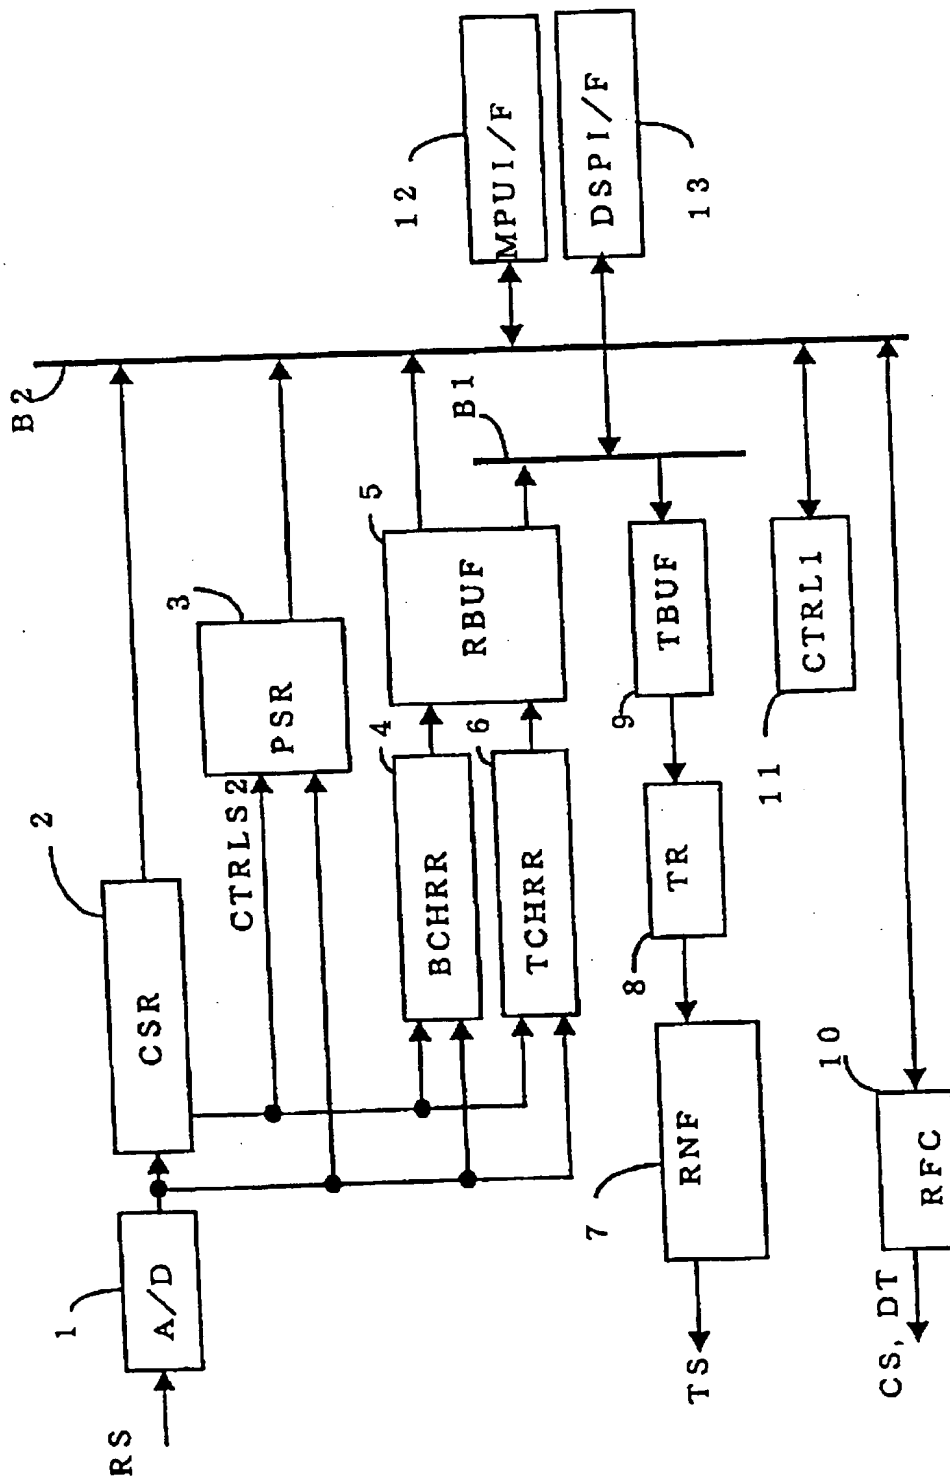 RS
1
A/D
2
CSR
CTRLS2
3
PSR
B2
4
BCHRR
5
RBUF
6
TCHRR
B1
12
MPUI/F
DSPI/F
13
TS
7
RNF
8
TR
9
TBUF
11
CTRL1
CS, DT
10
RFC